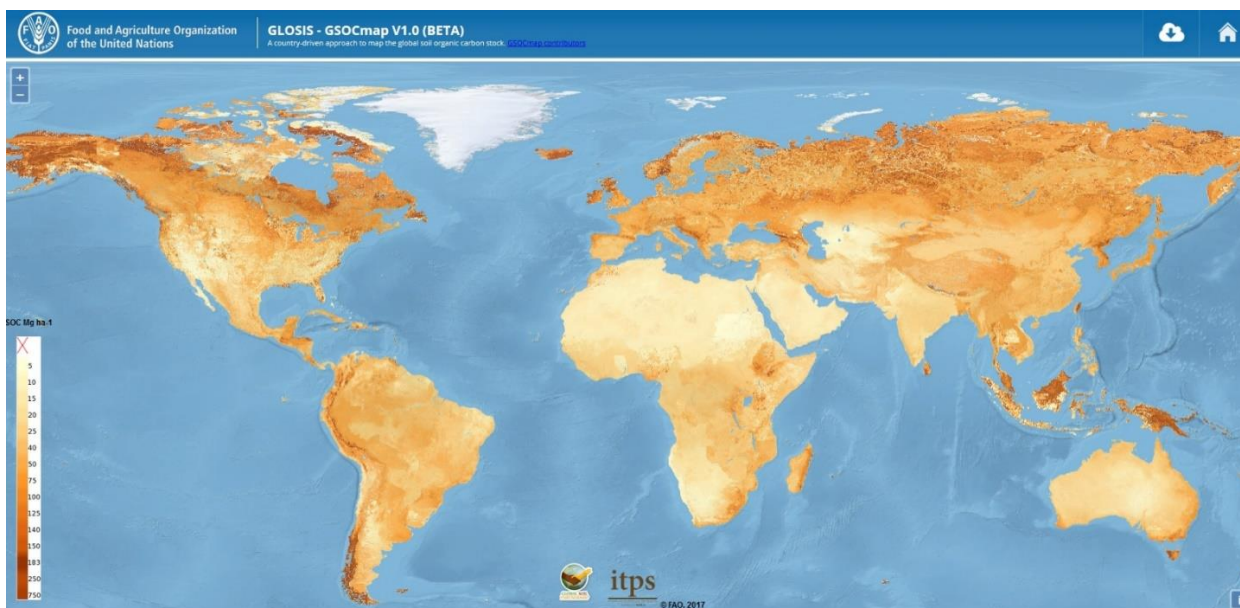 Food and Agriculture Organization
of the United Nations
GLOSIS - GSOCmap V1.0 (BETA)
A country-driven approach to map the global soil organic carbon stock. GSOCmap contributors
+
−
SOC Mg ha-1
5
10
15
20
25
40
50
75
100
125
140
150
183
250
750
itps
© FAO, 2017